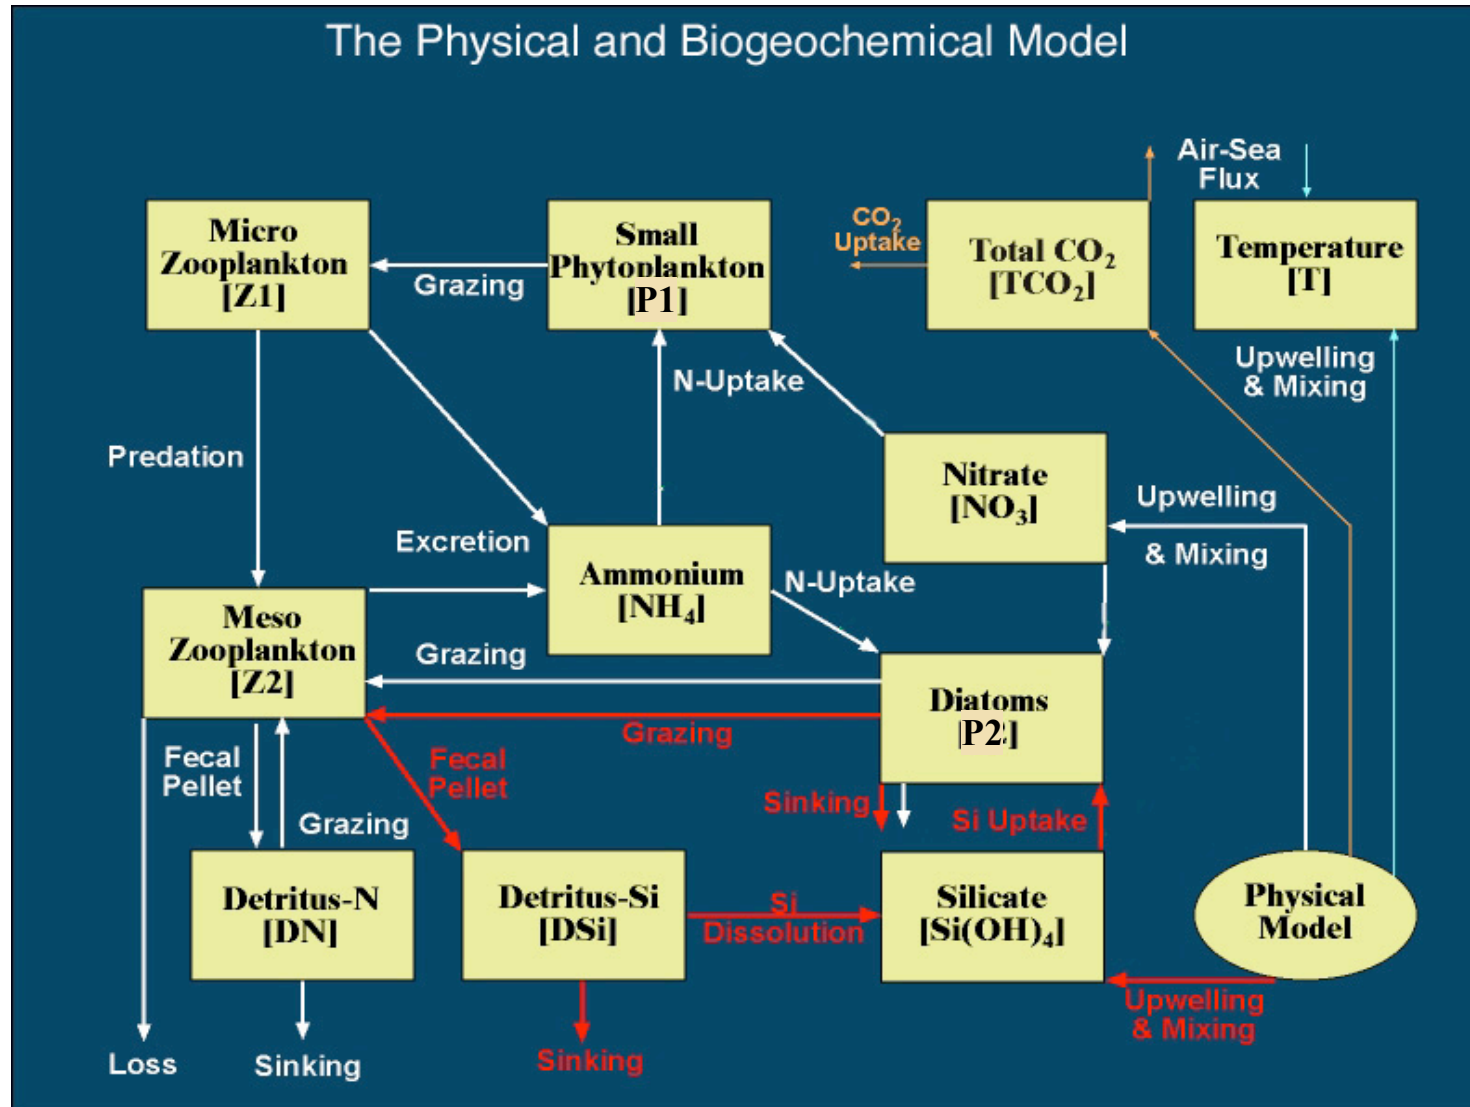 The Physical and Biogeochemical Model
Air-Sea
Flux
Micro
Zooplankton
[Z1]
Grazing
Small
Phytoplankton
[P1]
CO₂
Uptake
Total CO₂
[TCO₂]
Temperature
[T]
N-Uptake
Upwelling
& Mixing
Predation
Nitrate
[NO₃]
Upwelling
& Mixing
Excretion
Ammonium
[NH₄]
N-Uptake
Meso
Zooplankton
[Z2]
Grazing
Diatoms
[P2]
Grazing
Fecal
Pellet
Fecal
Pellet
Grazing
Sinking
Si Uptake
Detritus-N
[DN]
Detritus-Si
[DSi]
Si
Dissolution
Silicate
[Si(OH)₄]
Physical
Model
Upwelling
& Mixing
Loss
Sinking
Sinking